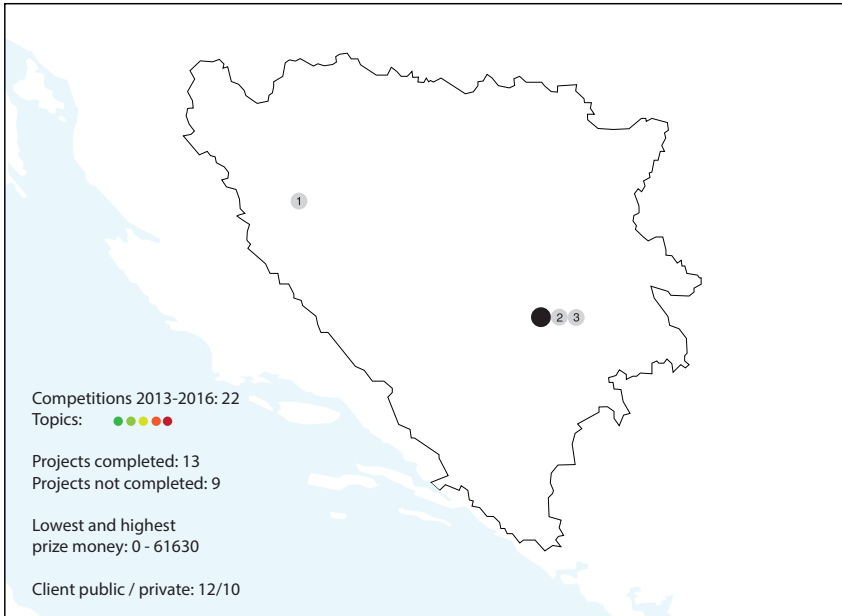 1
2 3
Competitions 2013-2016: 22
Topics:
Projects completed: 13
Projects not completed: 9
Lowest and highest
prize money: 0 - 61630
Client public / private: 12/10